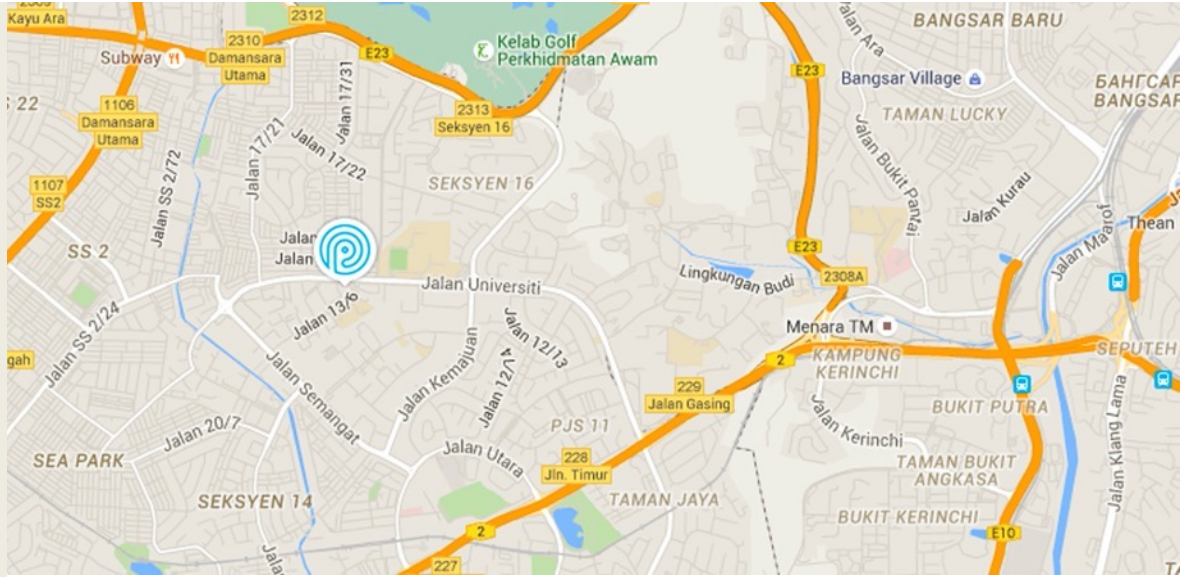 Kayu Ara
2312
2310
Damansara
Utama
Subway
E23
Kelab Golf
Perkhidmatan Awam
E23
Jalan Ara
BANGSAR BARU
Bangsar Village
TAMAN LUCKY
БАНГСАР
BANGSAR
1106
Damansara
Utama
2313
Seksyen 16
Jalan 17/31
Jalan 17/21
Jalan 17/22
Jalan SS 2/72
1107
SS2
SS 2
SEKSYEN 16
Jalan Bukit Pantai
Jalan Kurau
Jalan Maarof
Thean
Jalan
Jalan
E23
2308A
Lingkungan Budi
Jalan Universiti
Jalan 13/6
Jalan SS 2/24
gah
Menara TM
KAMPUNG
KERINCHI
SEPUTEH
2
229
Jalan Gasing
Jalan 12/13
Jalan 12/14
Jalan Kemajuan
Jalan Semangat
Jalan 20/7
SEA PARK
SEKSYEN 14
Jalan Utara
PJS 11
228
Jln. Timur
TAMAN JAYA
Jalan Kerinchi
BUKIT PUTRA
TAMAN BUKIT
ANGKASA
BUKIT KERINCHI
Jalan Klang Lama
E10
2
227